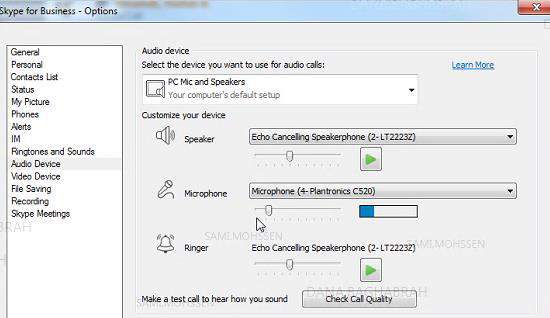 Skype for Business - Options
General
Personal
Contacts List
Status
My Picture
Phones
Alerts
IM
Ringtones and Sounds
Audio Device
Video Device
File Saving
Recording
Skype Meetings
Audio device
Select the device you want to use for audio calls:
Learn More
PC Mic and Speakers
Your computer's default setup
Customize your device
Speaker
Echo Cancelling Speakerphone (2- LT2223Z)
Microphone
Microphone (4- Plantronics C520)
Ringer
Echo Cancelling Speakerphone (2- LT2223Z)
Make a test call to hear how you sound
Check Call Quality
SAMI.MOHSSEN
SAMI.MOHSSEN
DANA.BAGHABRAH
SAMI.MOHSSEN